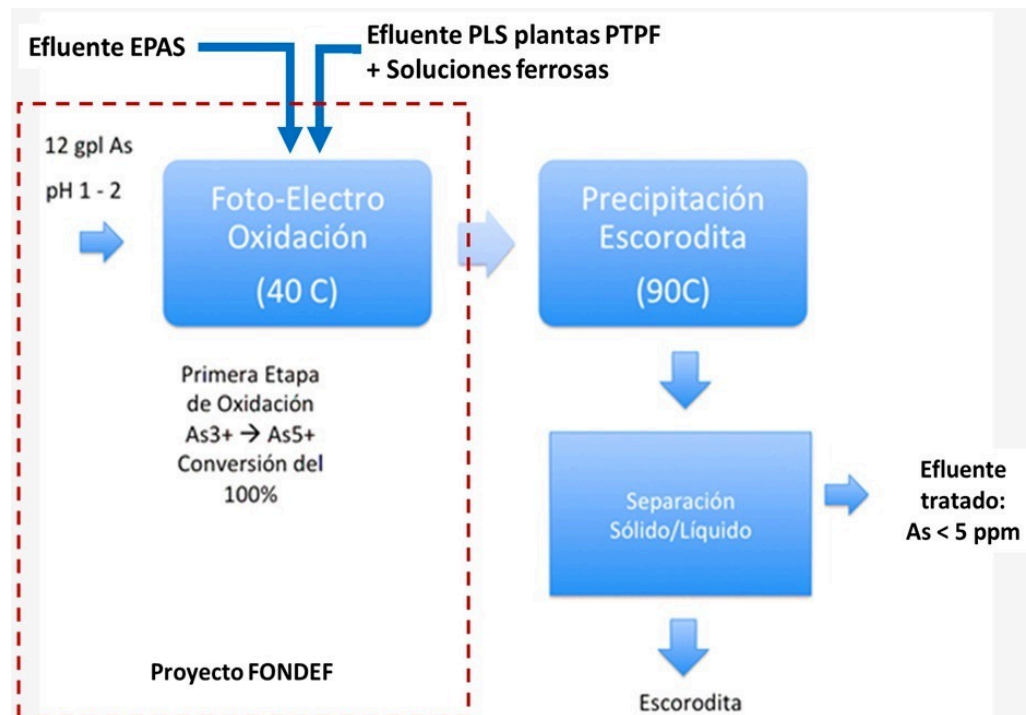 Efluente EPAS
Efluente PLS plantas PTPF
+ Soluciones ferrosas
12 gpl As
pH 1 - 2
Foto-Electro
Oxidación
(40 C)
Precipitación
Escorodita
(90C)
Primera Etapa
de Oxidación
As3+ → As5+
Conversión del
100%
Separación
Sólido/Líquido
Efluente
tratado:
As < 5 ppm
Proyecto FONDEF
Escorodita